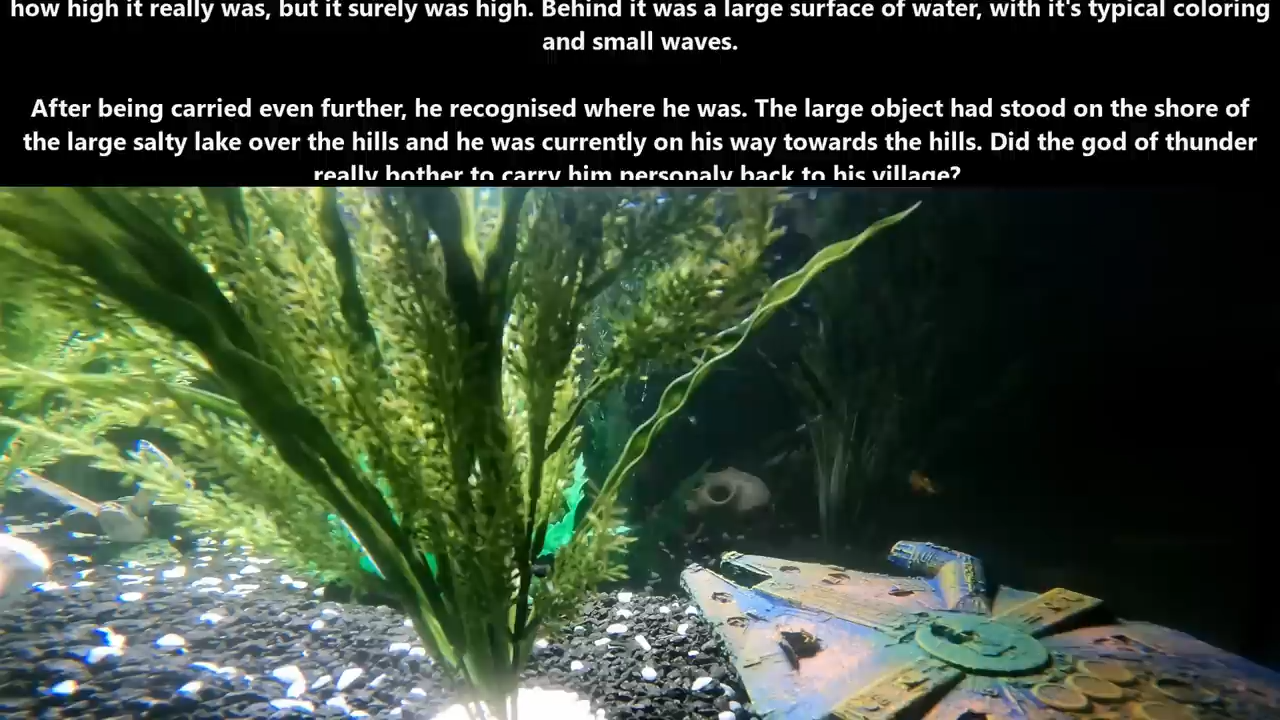 how high it really was, but it surely was high. Behind it was a large surface of water, with it's typical coloring
and small waves.
After being carried even further, he recognised where he was. The large object had stood on the shore of
the large salty lake over the hills and he was currently on his way towards the hills. Did the god of thunder
really bother to carry him personaly back to his village?